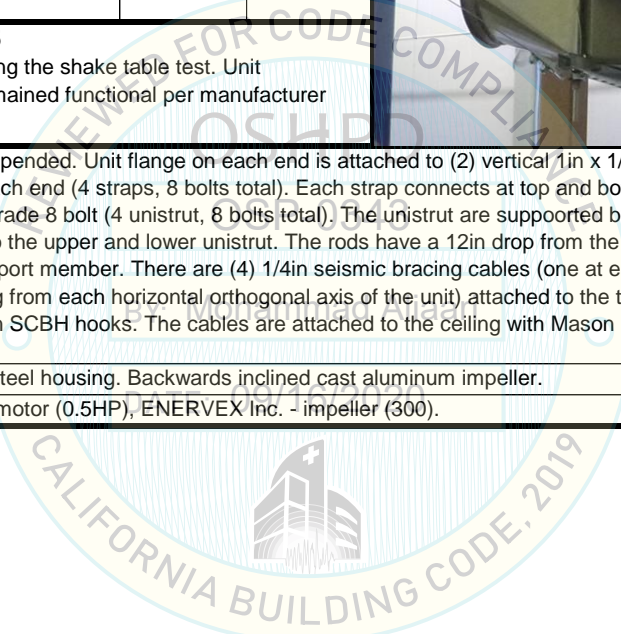 ng the shake table test. Unit
nained functional per manufacturer
pended. Unit flange on each end is attached to (2) vertical 1in x 1/
ch end (4 straps, 8 bolts total). Each strap connects at top and bo
rade 8 bolt (4 unistrut, 8 bolts total). The unistrut are suppoorted b
o the upper and lower unistrut. The rods have a 12in drop from the
port member. There are (4) 1/4in seismic bracing cables (one at e
g from each horizontal orthogonal axis of the unit) attached to the t
n SCBH hooks. The cables are attached to the ceiling with Mason
teel housing. Backwards inclined cast aluminum impeller.
motor (0.5HP), ENERVEX Inc. - impeller (300).
REVIEWED FOR CODE COMPLIANCE
OSHPD
OSP-0343
BY: Mohammad Aliaari
DATE: 09/16/2020
CALIFORNIA BUILDING CODE, 2019